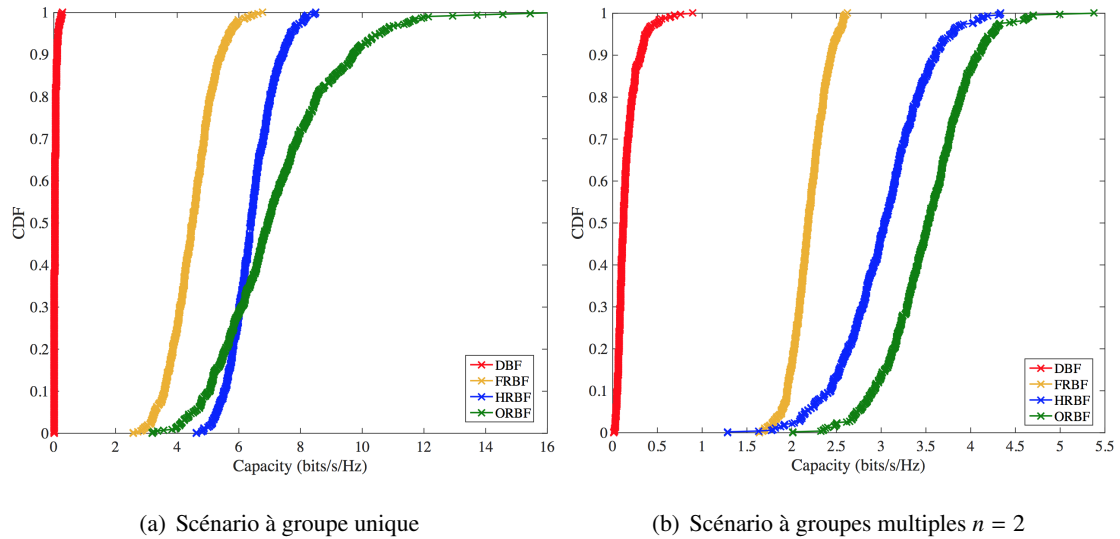 1
0.9
0.8
0.7
0.6
0.5
0.4
0.3
0.2
0.1
0
CDF
0 2 4 6 8 10 12 14 16
Capacity (bits/s/Hz)
DBF
FRBF
HRBF
ORBF
(a) Scénario à groupe unique
1
0.9
0.8
0.7
0.6
0.5
0.4
0.3
0.2
0.1
0
CDF
0 0.5 1 1.5 2 2.5 3 3.5 4 4.5 5 5.5
Capacity (bits/s/Hz)
DBF
FRBF
HRBF
ORBF
(b) Scénario à groupes multiples n = 2